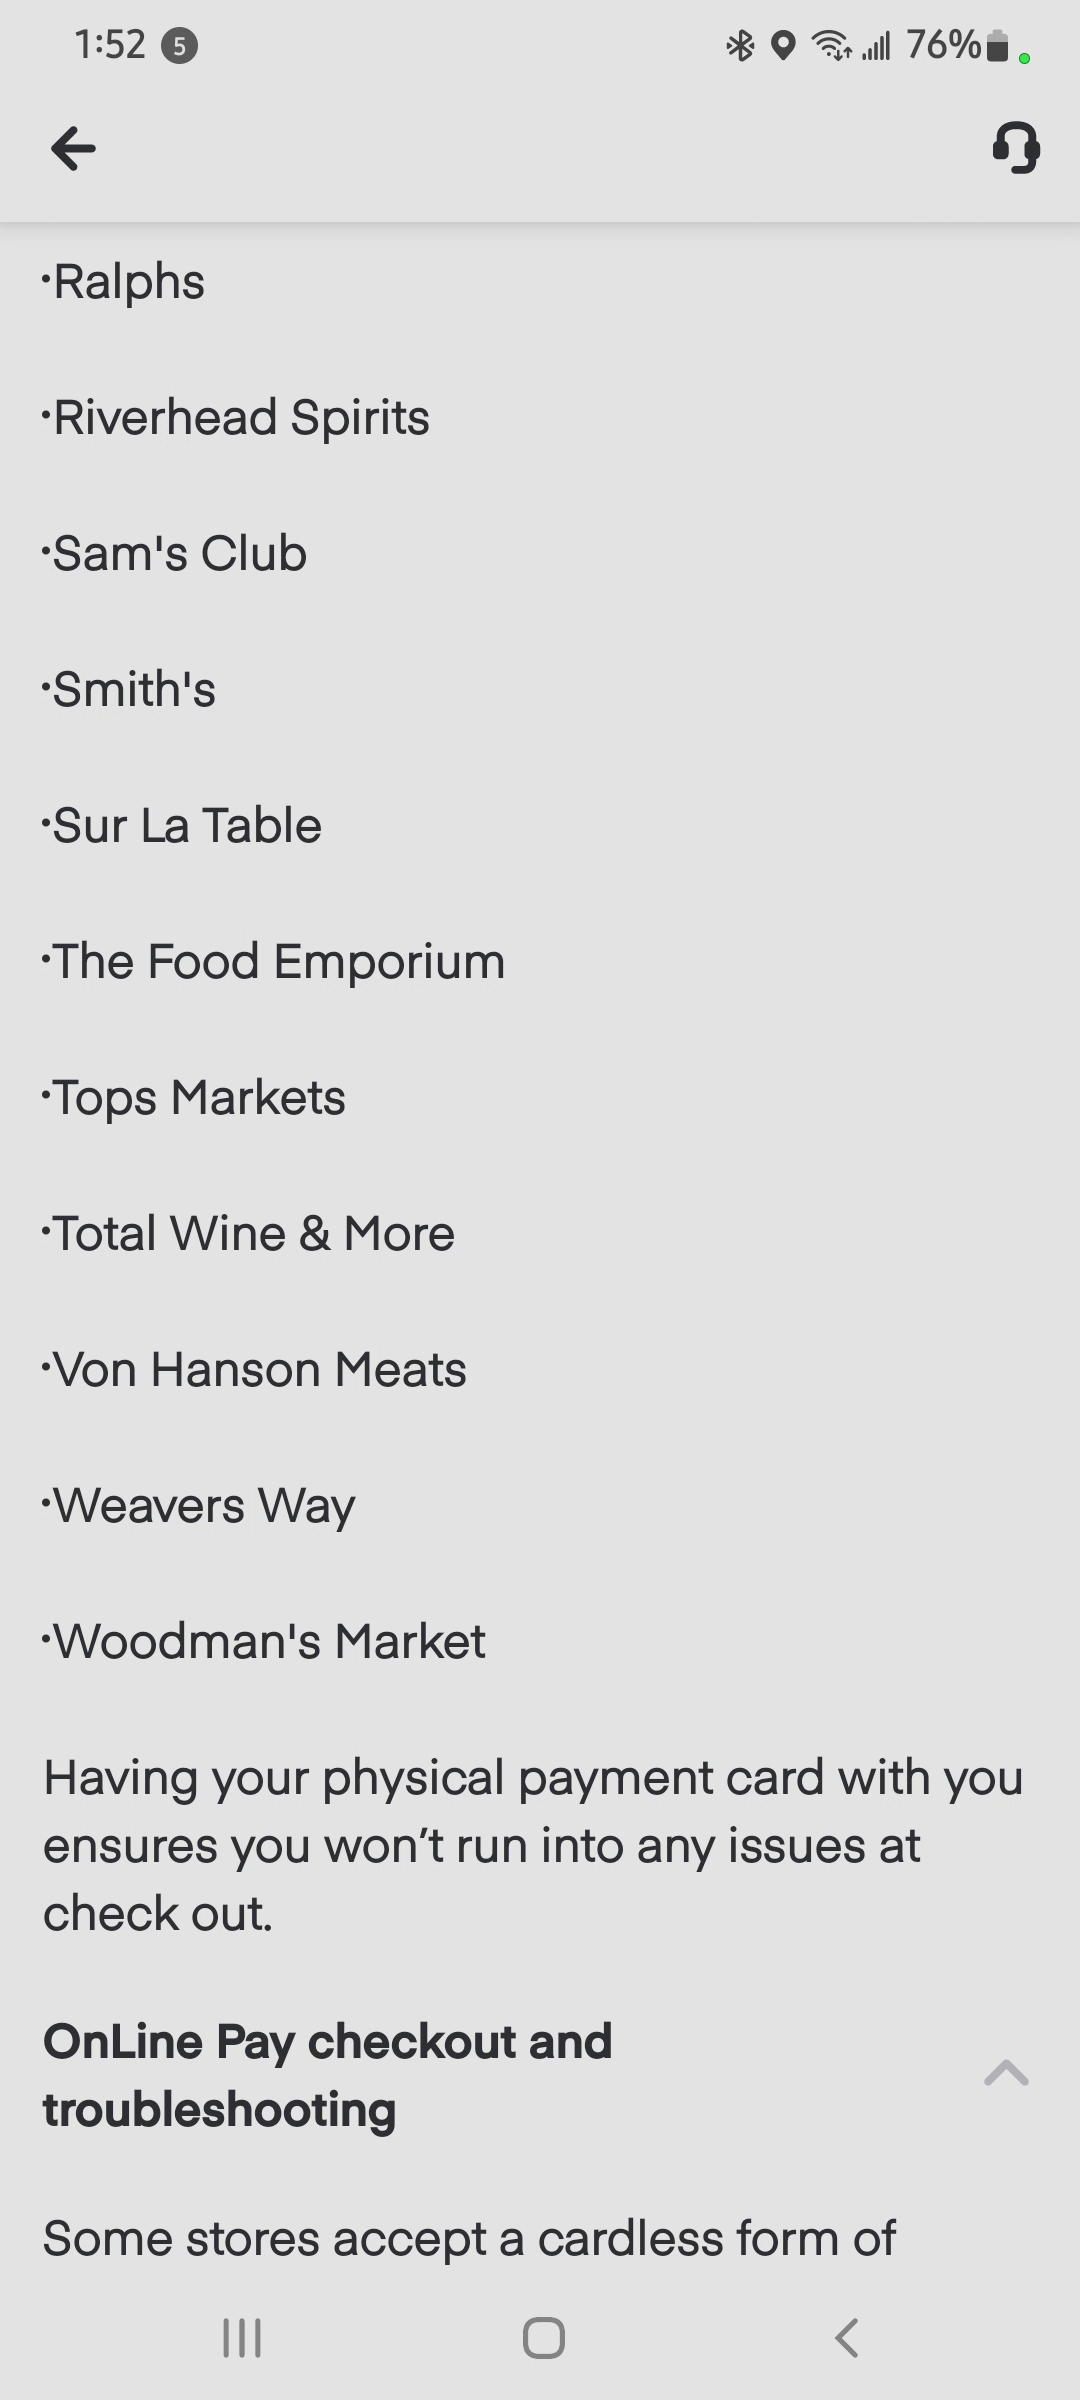 1:52 5 76%
·Ralphs
·Riverhead Spirits
·Sam's Club
·Smith's
·Sur La Table
·The Food Emporium
·Tops Markets
·Total Wine & More
·Von Hanson Meats
·Weavers Way
·Woodman's Market
Having your physical payment card with you
ensures you won’t run into any issues at
check out.
OnLine Pay checkout and
troubleshooting
Some stores accept a cardless form of